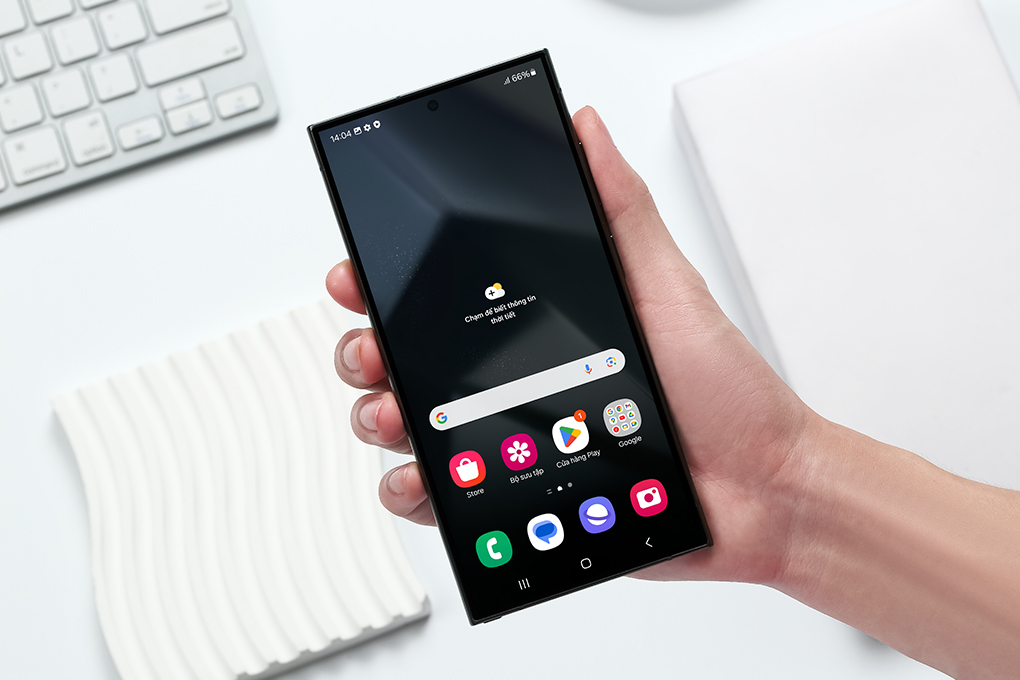 14:04
66%
Chạm để biết thông tin
thời tiết
1
Store
Bộ sưu tập
Cửa hàng Play
Google